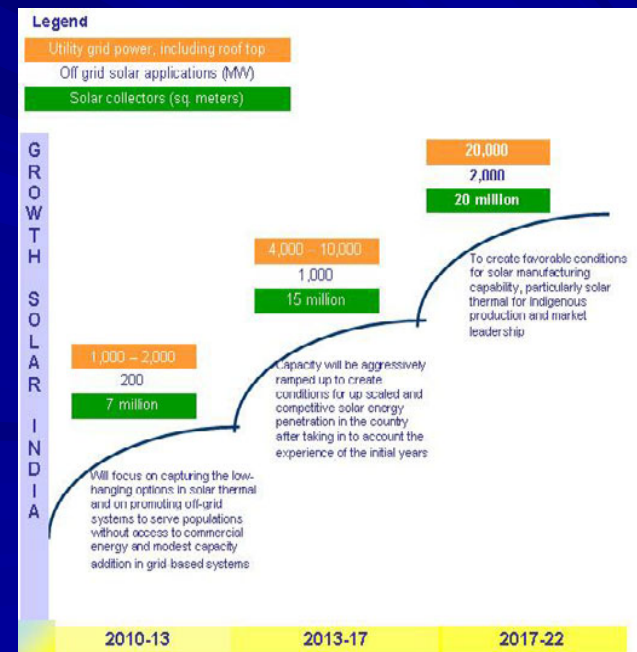 Legend
Utility grid power, including roof top
Off grid solar applications (MW)
Solar collectors (sq. meters)
GROWTH SOLAR INDIA
20,000
2,000
20 million
To create favorable conditions
for solar manufacturing
capability, particularly solar
thermal for indigenous
production and market
leadership
4,000 – 10,000
1,000
15 million
Capacity will be aggressively
ramped up to create
conditions for up scaled and
competitive solar energy
penetration in the country
after taking in to account the
experience of the initial years
1,000 – 2,000
200
7 million
Will focus on capturing the low-
hanging options in solar thermal
and on promoting off-grid
systems to serve populations
without access to commercial
energy and modest capacity
addition in grid-based systems
2010-13
2013-17
2017-22